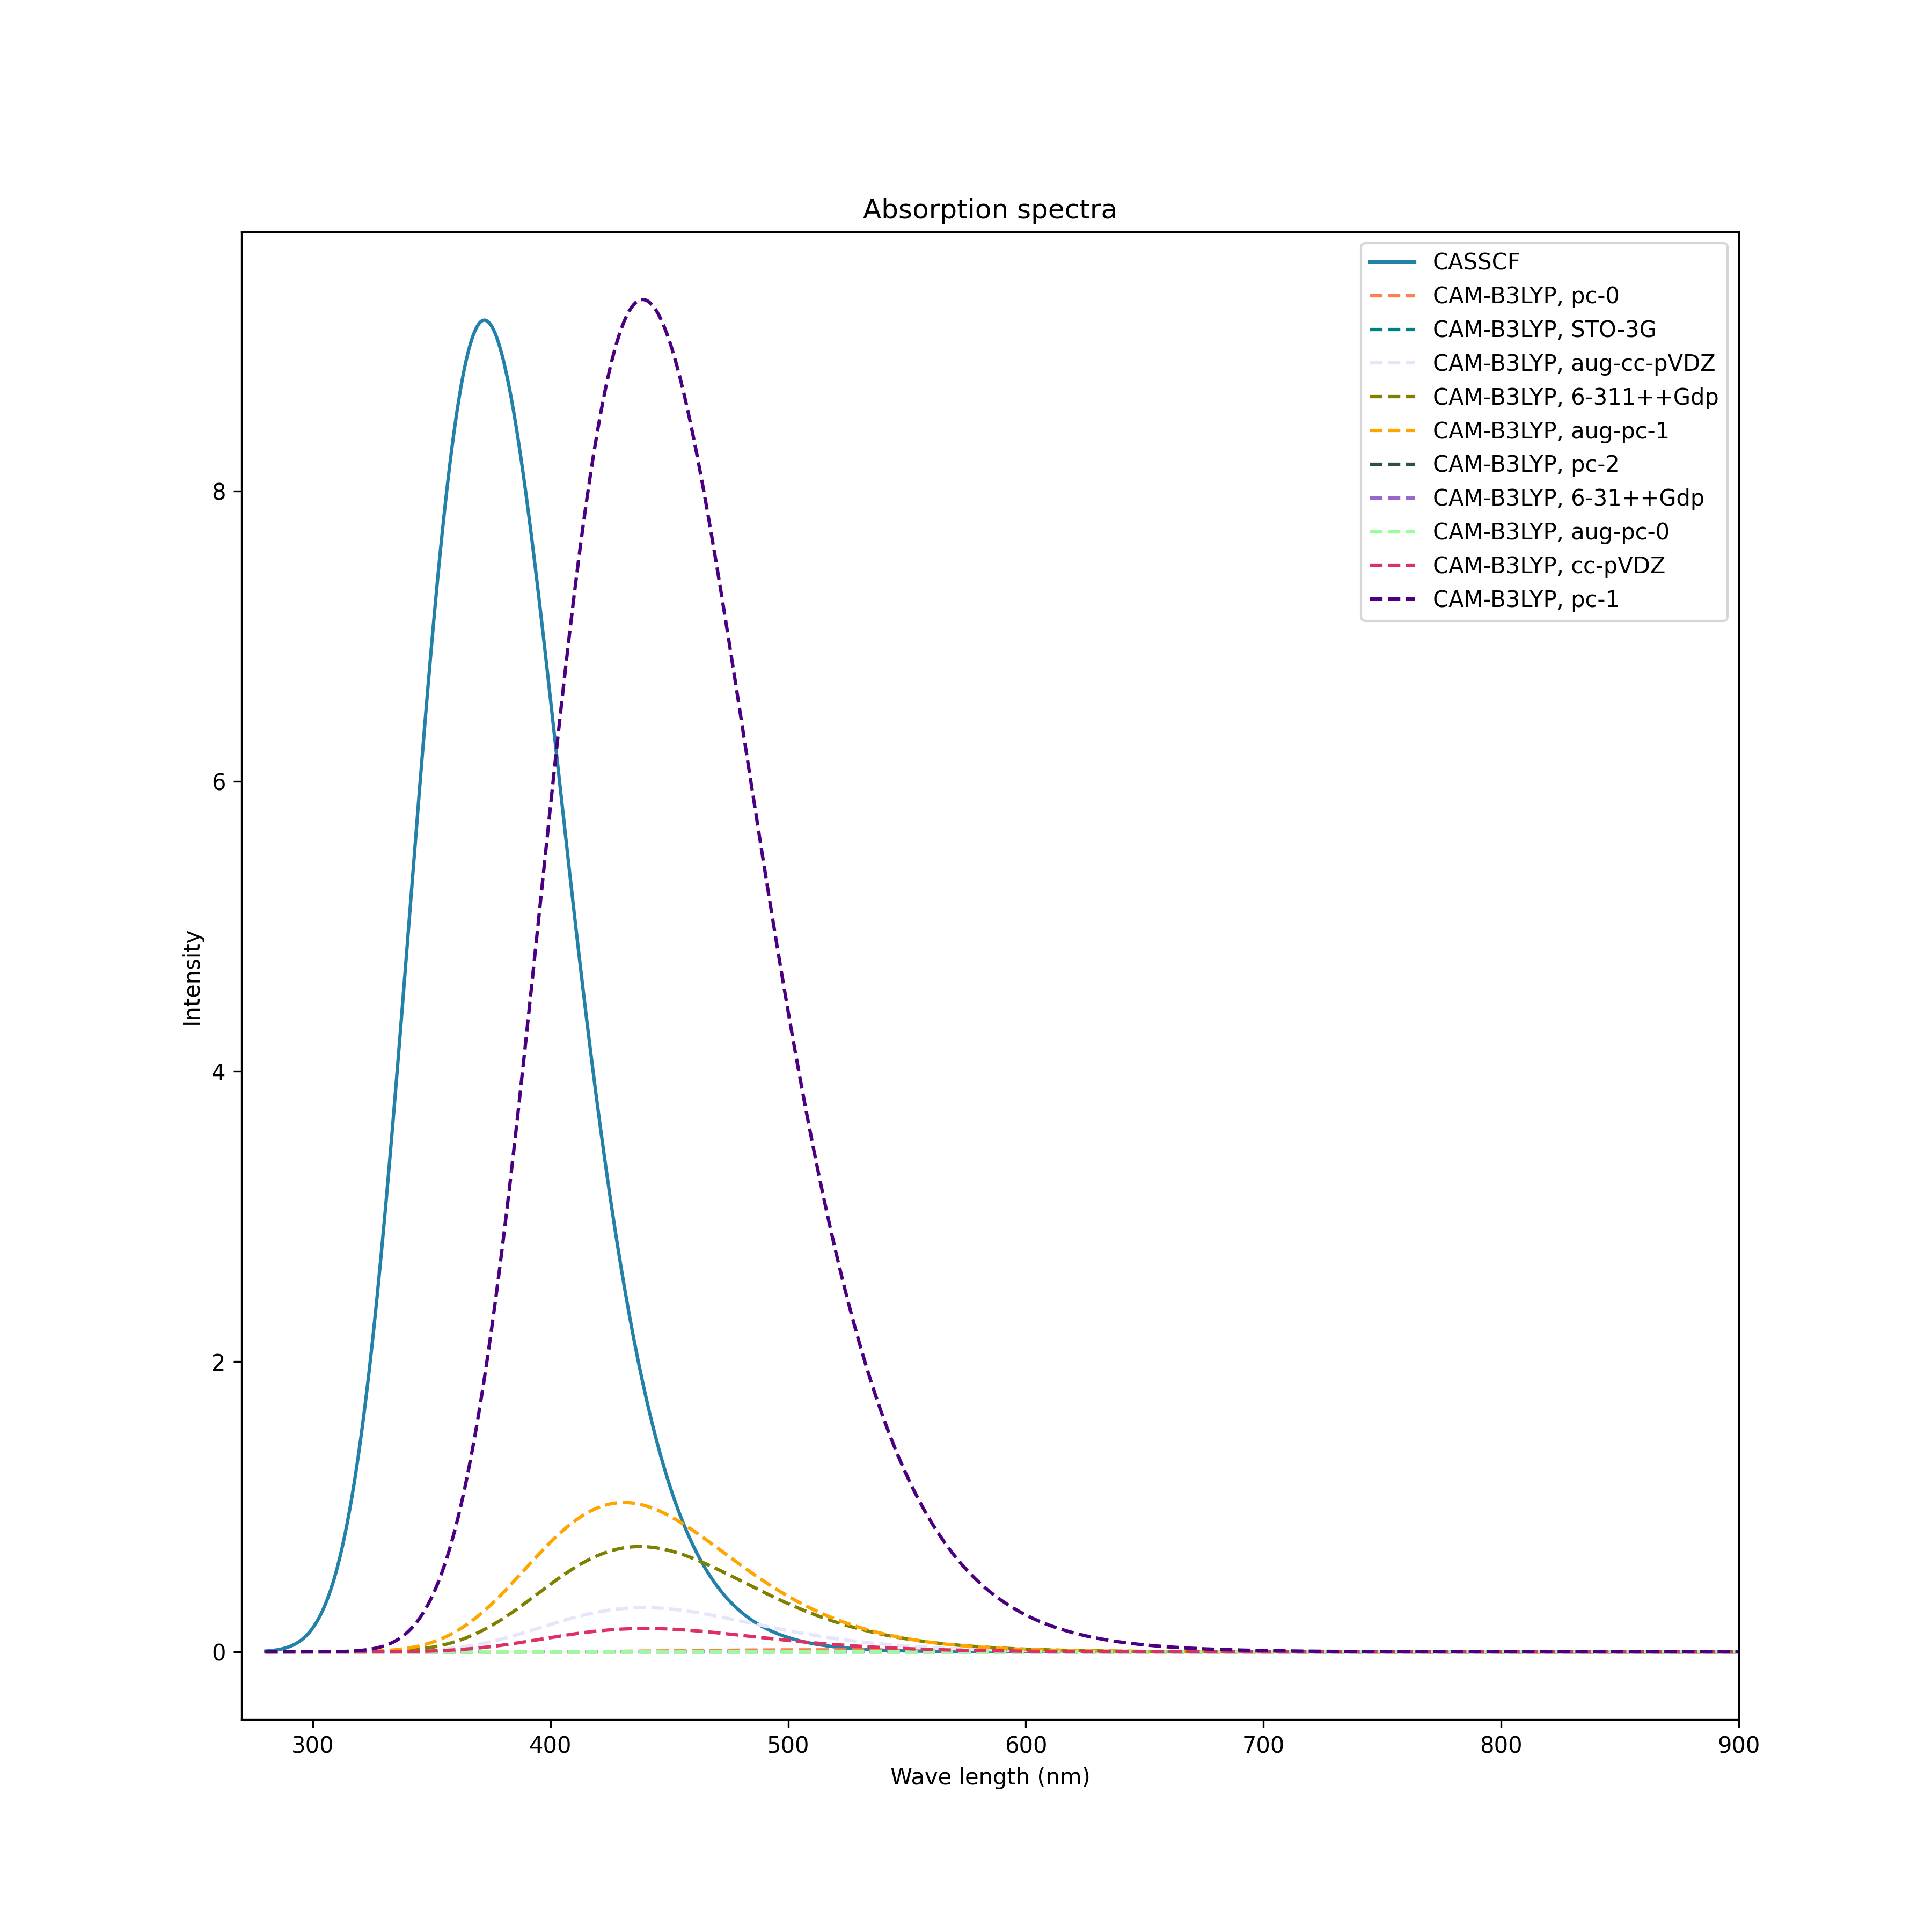 Absorption spectra
CASSCF
CAM-B3LYP, pc-0
CAM-B3LYP, STO-3G
CAM-B3LYP, aug-cc-pVDZ
CAM-B3LYP, 6-311++Gdp
CAM-B3LYP, aug-pc-1
CAM-B3LYP, pc-2
CAM-B3LYP, 6-31++Gdp
CAM-B3LYP, aug-pc-0
CAM-B3LYP, cc-pVDZ
CAM-B3LYP, pc-1
8
6
4
2
0
Intensity
300 400 500 600 700 800 900
Wave length (nm)